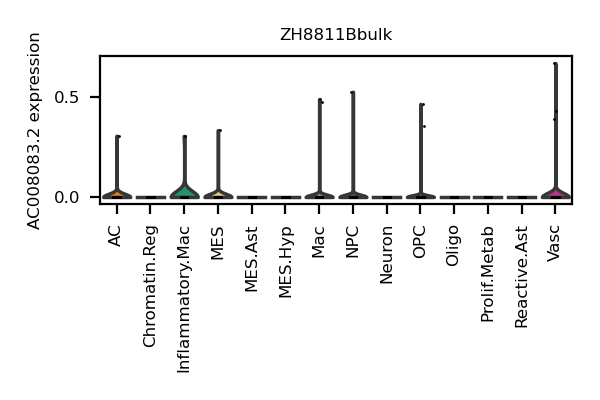 ZH8811Bbulk
AC008083.2 expression
0.5
0.0
AC
Chromatin.Reg
Inflammatory.Mac
MES
MES.Ast
MES.Hyp
Mac
NPC
Neuron
OPC
Oligo
Prolif.Metab
Reactive.Ast
Vasc